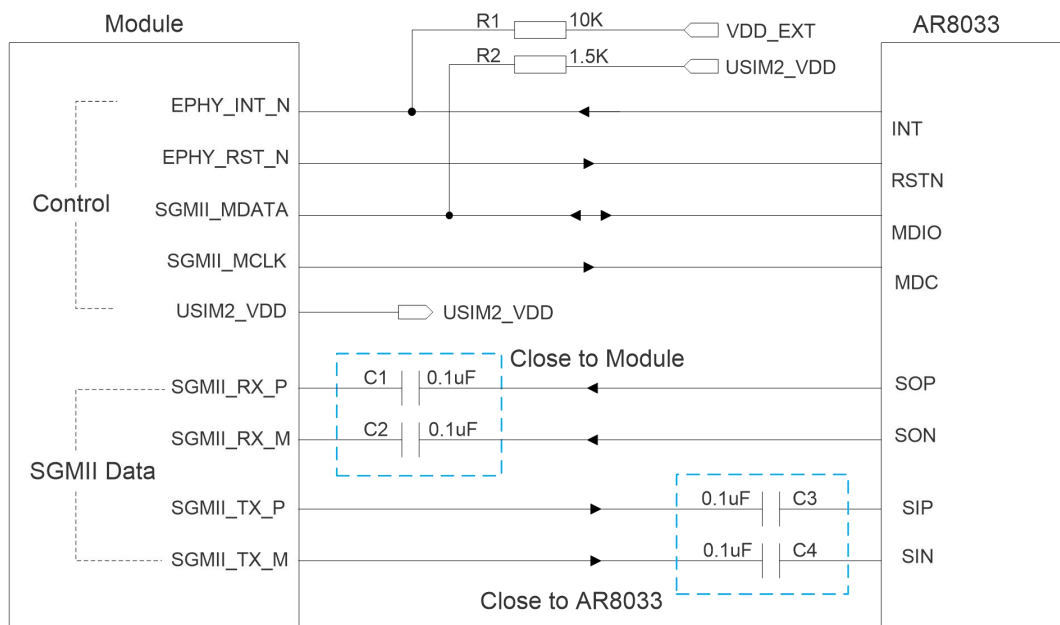 Module
R1 10K VDD_EXT
AR8033
R2 1.5K USIM2_VDD
EPHY_INT_N
INT
EPHY_RST_N
RSTN
Control
SGMII_MDATA
MDIO
SGMII_MCLK
MDC
USIM2_VDD USIM2_VDD
Close to Module
SGMII_RX_P C1 0.1uF SOP
SGMII_RX_M C2 0.1uF SON
SGMII Data
SGMII_TX_P 0.1uF C3 SIP
SGMII_TX_M 0.1uF C4 SIN
Close to AR8033